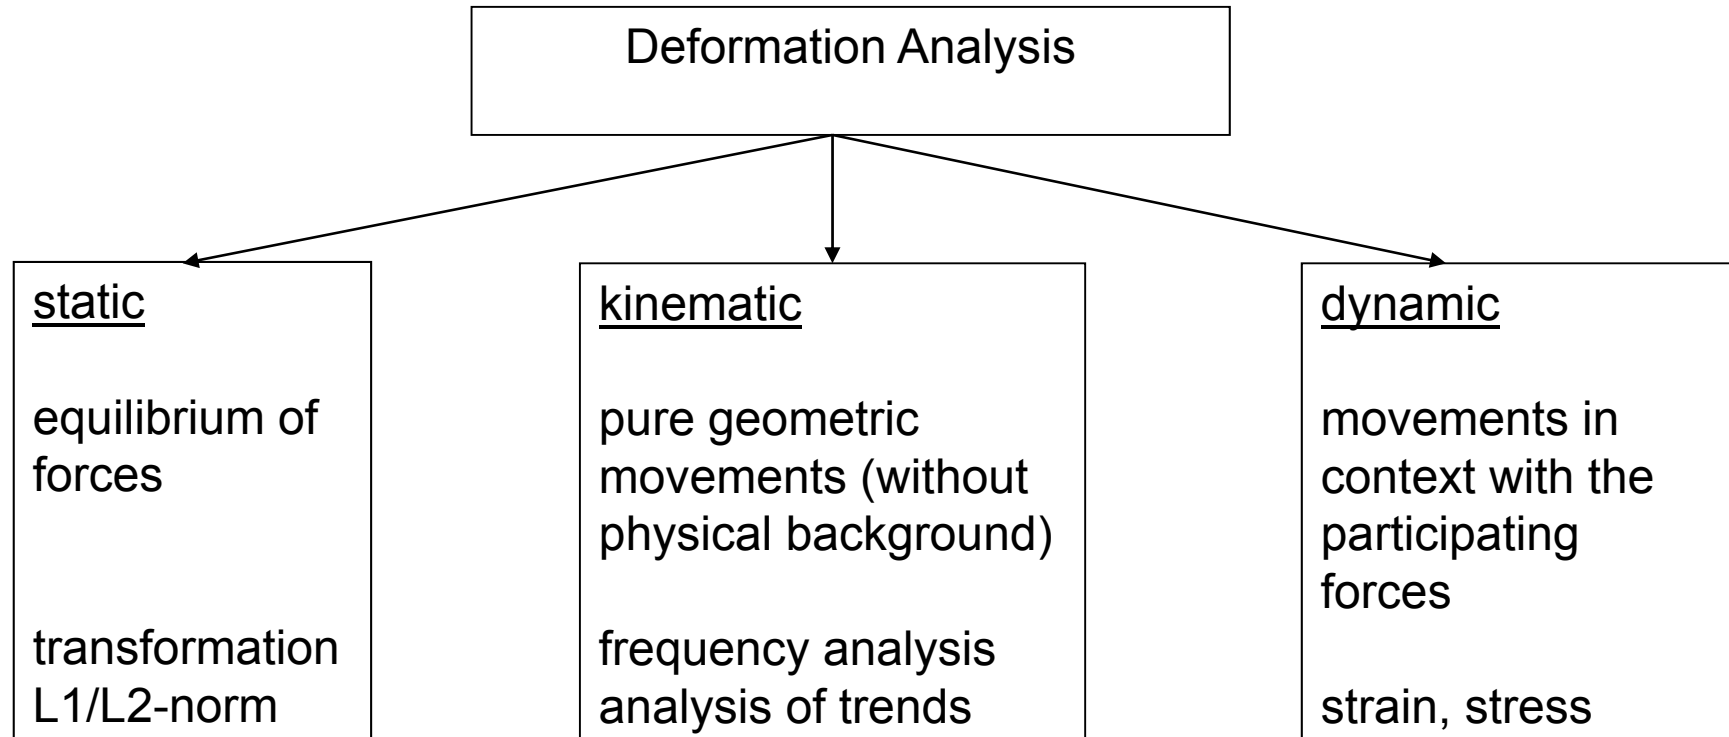 Deformation Analysis
static
equilibrium of
forces
transformation
L1/L2-norm
kinematic
pure geometric
movements (without
physical background)
frequency analysis
analysis of trends
dynamic
movements in
context with the
participating
forces
strain, stress